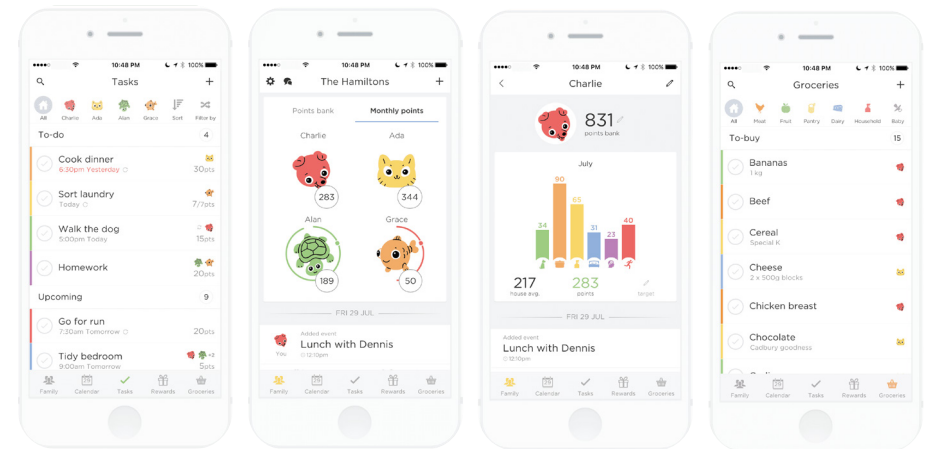 10:48 PM 100%
Tasks
All Charlie Ada Alan Grace Sort Filter by
To-do 4
Cook dinner
6:30pm Yesterday 30pts
Sort laundry
Today 7/7pts
Walk the dog
5:00pm Today 15pts
Homework
20pts
Upcoming 9
Go for run
7:30am Tomorrow 20pts
Tidy bedroom +2
9:00am Tomorrow 5pts
Family Calendar Tasks Rewards Groceries
10:48 PM 100%
The Hamiltons
Points bank Monthly points
Charlie Ada
283 344
Alan Grace
189 50
FRI 29 JUL
Added event
Lunch with Dennis
You 12:10pm
Family Calendar Tasks Rewards Groceries
10:48 PM 100%
Charlie
831
points bank
July
34 90 65 31 23 40
217 283
house avg. points target
FRI 29 JUL
Added event
Lunch with Dennis
12:10pm
Family Calendar Tasks Rewards Groceries
10:48 PM 100%
Groceries
All Meat Fruit Pantry Dairy Household Baby
To-buy 15
Bananas
1 kg
Beef
Cereal
Special K
Cheese
2 x 500g blocks
Chicken breast
Chocolate
Cadbury goodness
Family Calendar Tasks Rewards Groceries